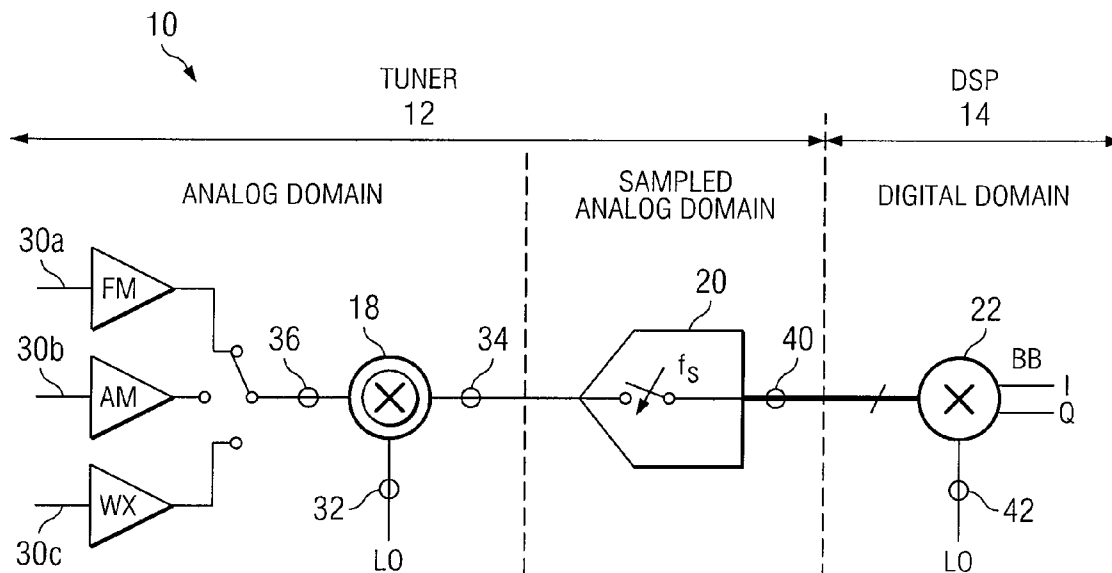 10
TUNER
12
DSP
14
ANALOG DOMAIN
SAMPLED
ANALOG DOMAIN
DIGITAL DOMAIN
30a
FM
30b
AM
30c
WX
36
18
34
32
LO
20
fS
40
22
BB
I
Q
42
LO